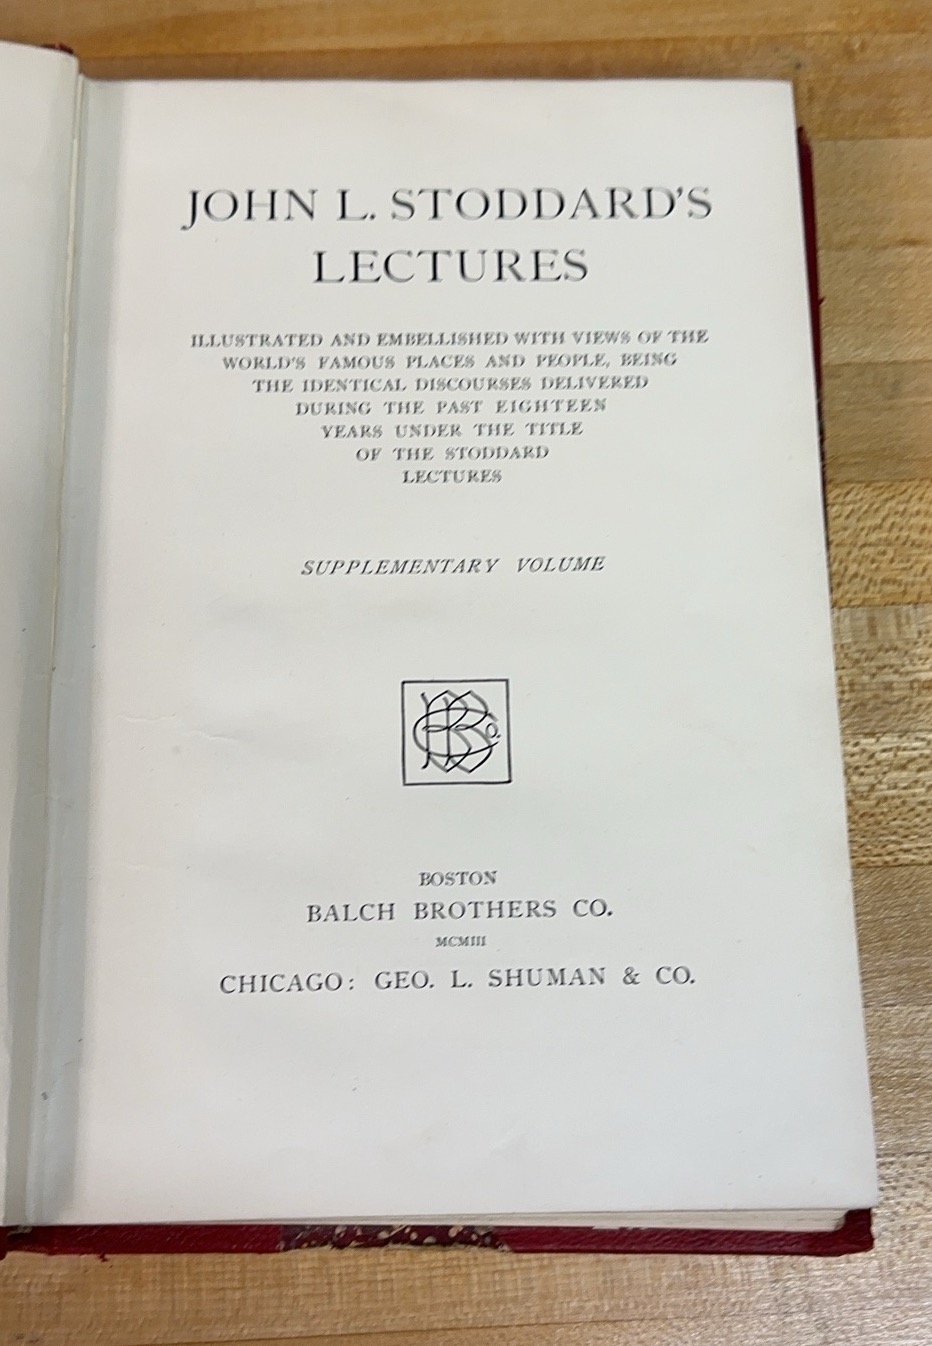 JOHN L. STODDARD'S
LECTURES
ILLUSTRATED AND EMBELLISHED WITH VIEWS OF THE
WORLD'S FAMOUS PLACES AND PEOPLE, BEING
THE IDENTICAL DISCOURSES DELIVERED
DURING THE PAST EIGHTEEN
YEARS UNDER THE TITLE
OF THE STODDARD
LECTURES
SUPPLEMENTARY VOLUME
BBCo.
BOSTON
BALCH BROTHERS CO.
MCMIII
CHICAGO: GEO. L. SHUMAN & CO.